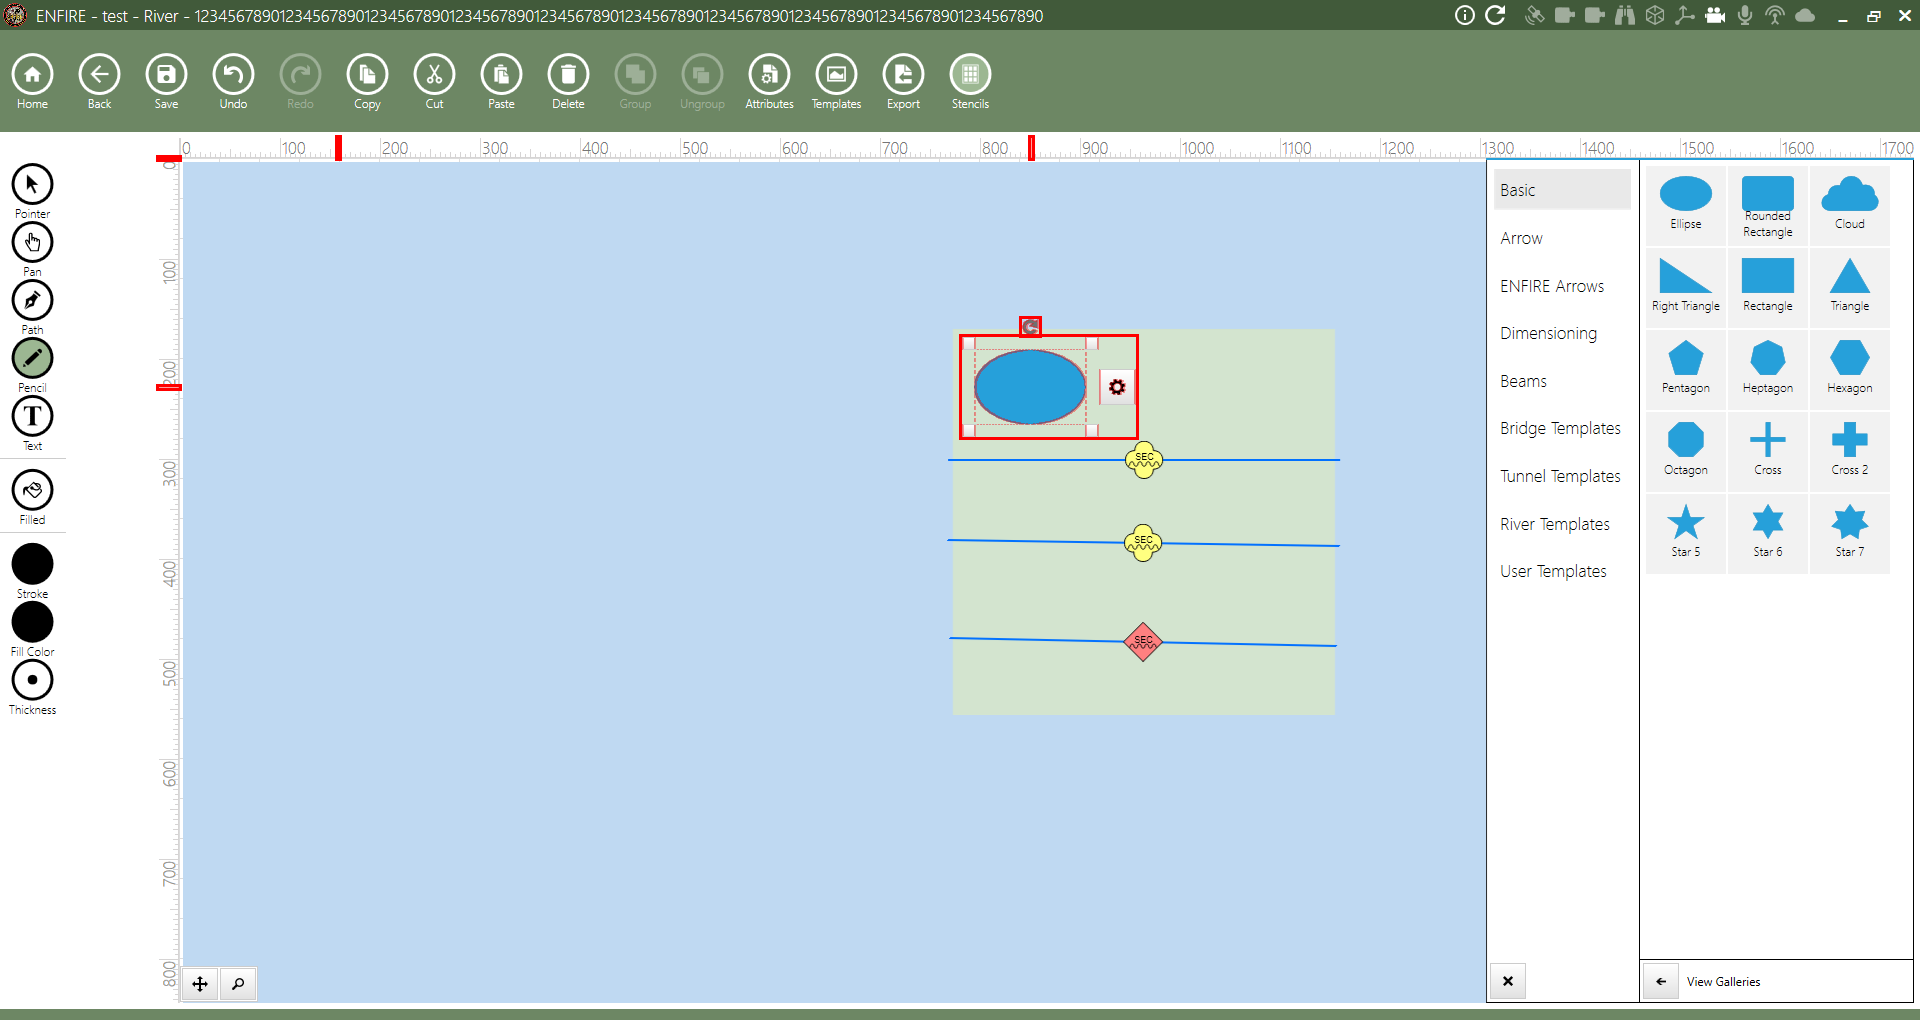 ENFIRE - test - River - 12345678901234567890123456789012345678901234567890123456789012345678901234567890123456789012345678901234567890
Home Back Save Undo Redo Copy Cut Paste Delete Group Ungroup Attributes Templates Export Stencils
0 100 200 300 400 500 600 700 800 900 1000 1100 1200 1300 1400 1500 1600 1700
0
100
200
300
400
500
600
700
800
Pointer
Pan
Path
Pencil
T
Text
Filled
Stroke
Fill Color
Thickness
SEC
SEC
SEC
Basic
Arrow
ENFIRE Arrows
Dimensioning
Beams
Bridge Templates
Tunnel Templates
River Templates
User Templates
Ellipse Rounded Rectangle Cloud
Right Triangle Rectangle Triangle
Pentagon Heptagon Hexagon
Octagon Cross Cross 2
Star 5 Star 6 Star 7
View Galleries